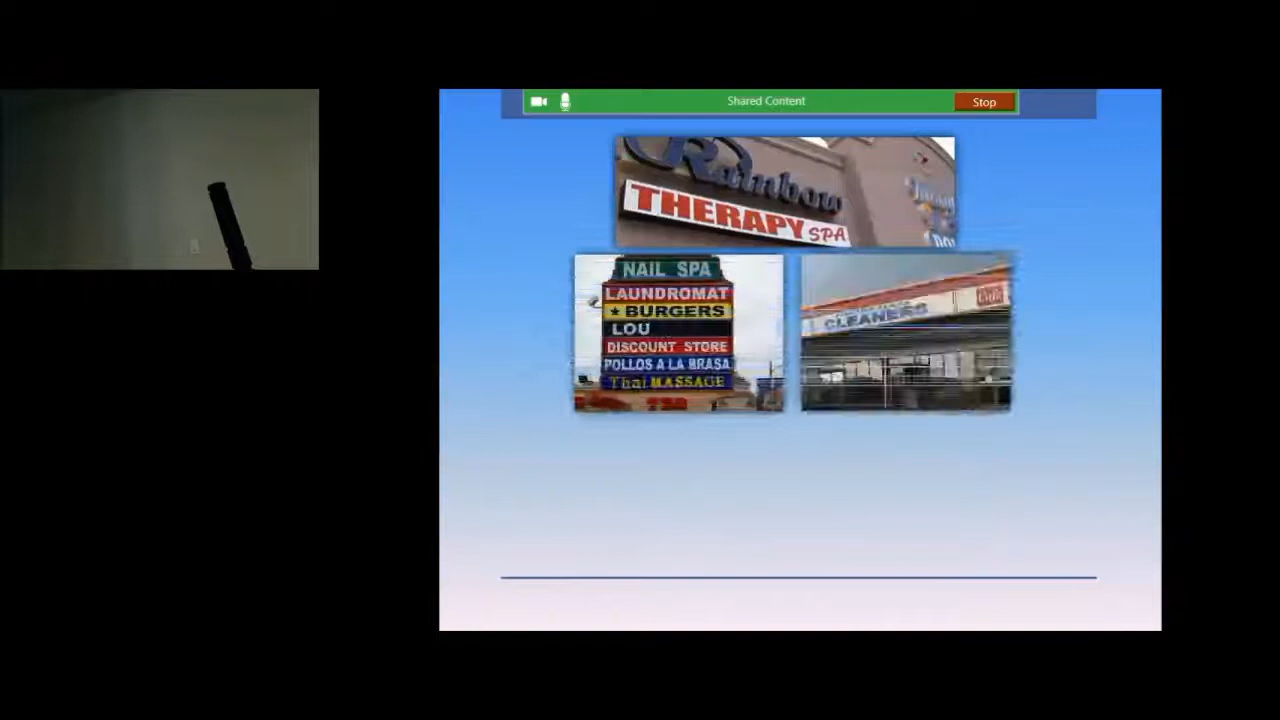 Shared Content
Stop
Rainbow
THERAPY SPA
NAIL SPA
LAUNDROMAT
★ BURGERS
LOU
DISCOUNT STORE
POLLOS A LA BRASA
Thai MASSAGE
CLEANERS